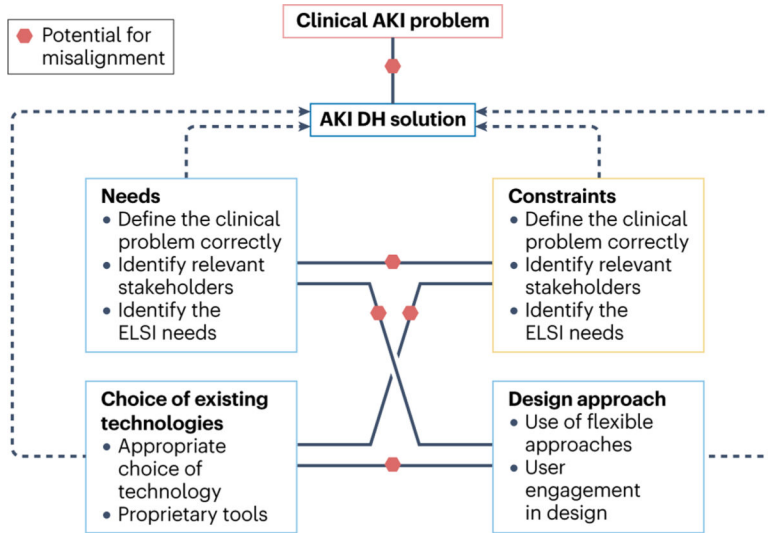 Clinical AKI problem
Potential for
misalignment
AKI DH solution
Needs
• Define the clinical
problem correctly
• Identify relevant
stakeholders
• Identify the
ELSI needs
Constraints
• Define the clinical
problem correctly
• Identify relevant
stakeholders
• Identify the
ELSI needs
Choice of existing
technologies
• Appropriate
choice of
technology
• Proprietary tools
Design approach
• Use of flexible
approaches
• User
engagement
in design